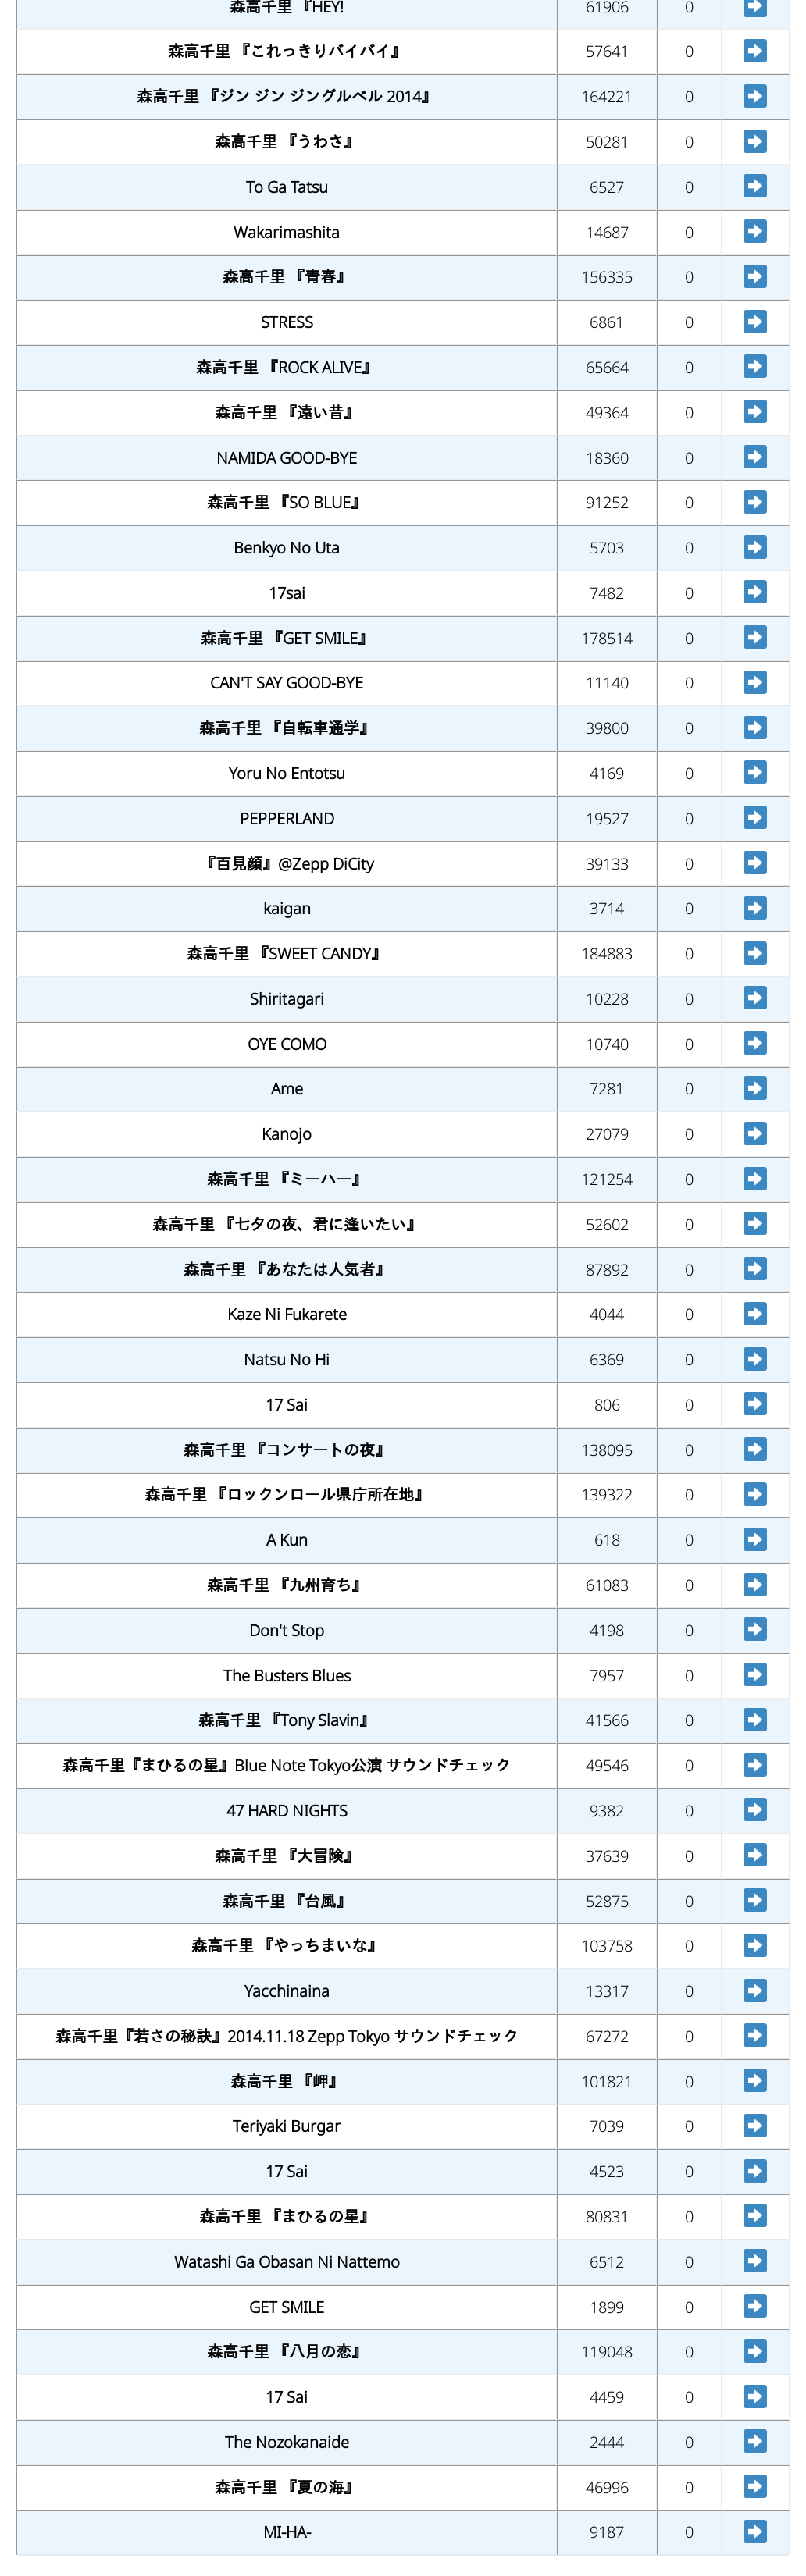 森高千里 『HEY! 61906 0
森高千里 『これっきりバイバイ』 57641 0
森高千里 『ジン ジン ジングルベル 2014』 164221 0
森高千里 『うわさ』 50281 0
To Ga Tatsu 6527 0
Wakarimashita 14687 0
森高千里 『青春』 156335 0
STRESS 6861 0
森高千里 『ROCK ALIVE』 65664 0
森高千里 『遠い昔』 49364 0
NAMIDA GOOD-BYE 18360 0
森高千里 『SO BLUE』 91252 0
Benkyo No Uta 5703 0
17sai 7482 0
森高千里 『GET SMILE』 178514 0
CAN'T SAY GOOD-BYE 11140 0
森高千里 『自転車通学』 39800 0
Yoru No Entotsu 4169 0
PEPPERLAND 19527 0
『百見顔』@Zepp DiCity 39133 0
kaigan 3714 0
森高千里 『SWEET CANDY』 184883 0
Shiritagari 10228 0
OYE COMO 10740 0
Ame 7281 0
Kanojo 27079 0
森高千里 『ミーハー』 121254 0
森高千里 『七夕の夜、君に逢いたい』 52602 0
森高千里 『あなたは人気者』 87892 0
Kaze Ni Fukarete 4044 0
Natsu No Hi 6369 0
17 Sai 806 0
森高千里 『コンサートの夜』 138095 0
森高千里 『ロックンロール県庁所在地』 139322 0
A Kun 618 0
森高千里 『九州育ち』 61083 0
Don't Stop 4198 0
The Busters Blues 7957 0
森高千里 『Tony Slavin』 41566 0
森高千里『まひるの星』Blue Note Tokyo公演 サウンドチェック 49546 0
47 HARD NIGHTS 9382 0
森高千里 『大冒険』 37639 0
森高千里 『台風』 52875 0
森高千里 『やっちまいな』 103758 0
Yacchinaina 13317 0
森高千里『若さの秘訣』2014.11.18 Zepp Tokyo サウンドチェック 67272 0
森高千里 『岬』 101821 0
Teriyaki Burgar 7039 0
17 Sai 4523 0
森高千里 『まひるの星』 80831 0
Watashi Ga Obasan Ni Nattemo 6512 0
GET SMILE 1899 0
森高千里 『八月の恋』 119048 0
17 Sai 4459 0
The Nozokanaide 2444 0
森高千里 『夏の海』 46996 0
MI-HA- 9187 0